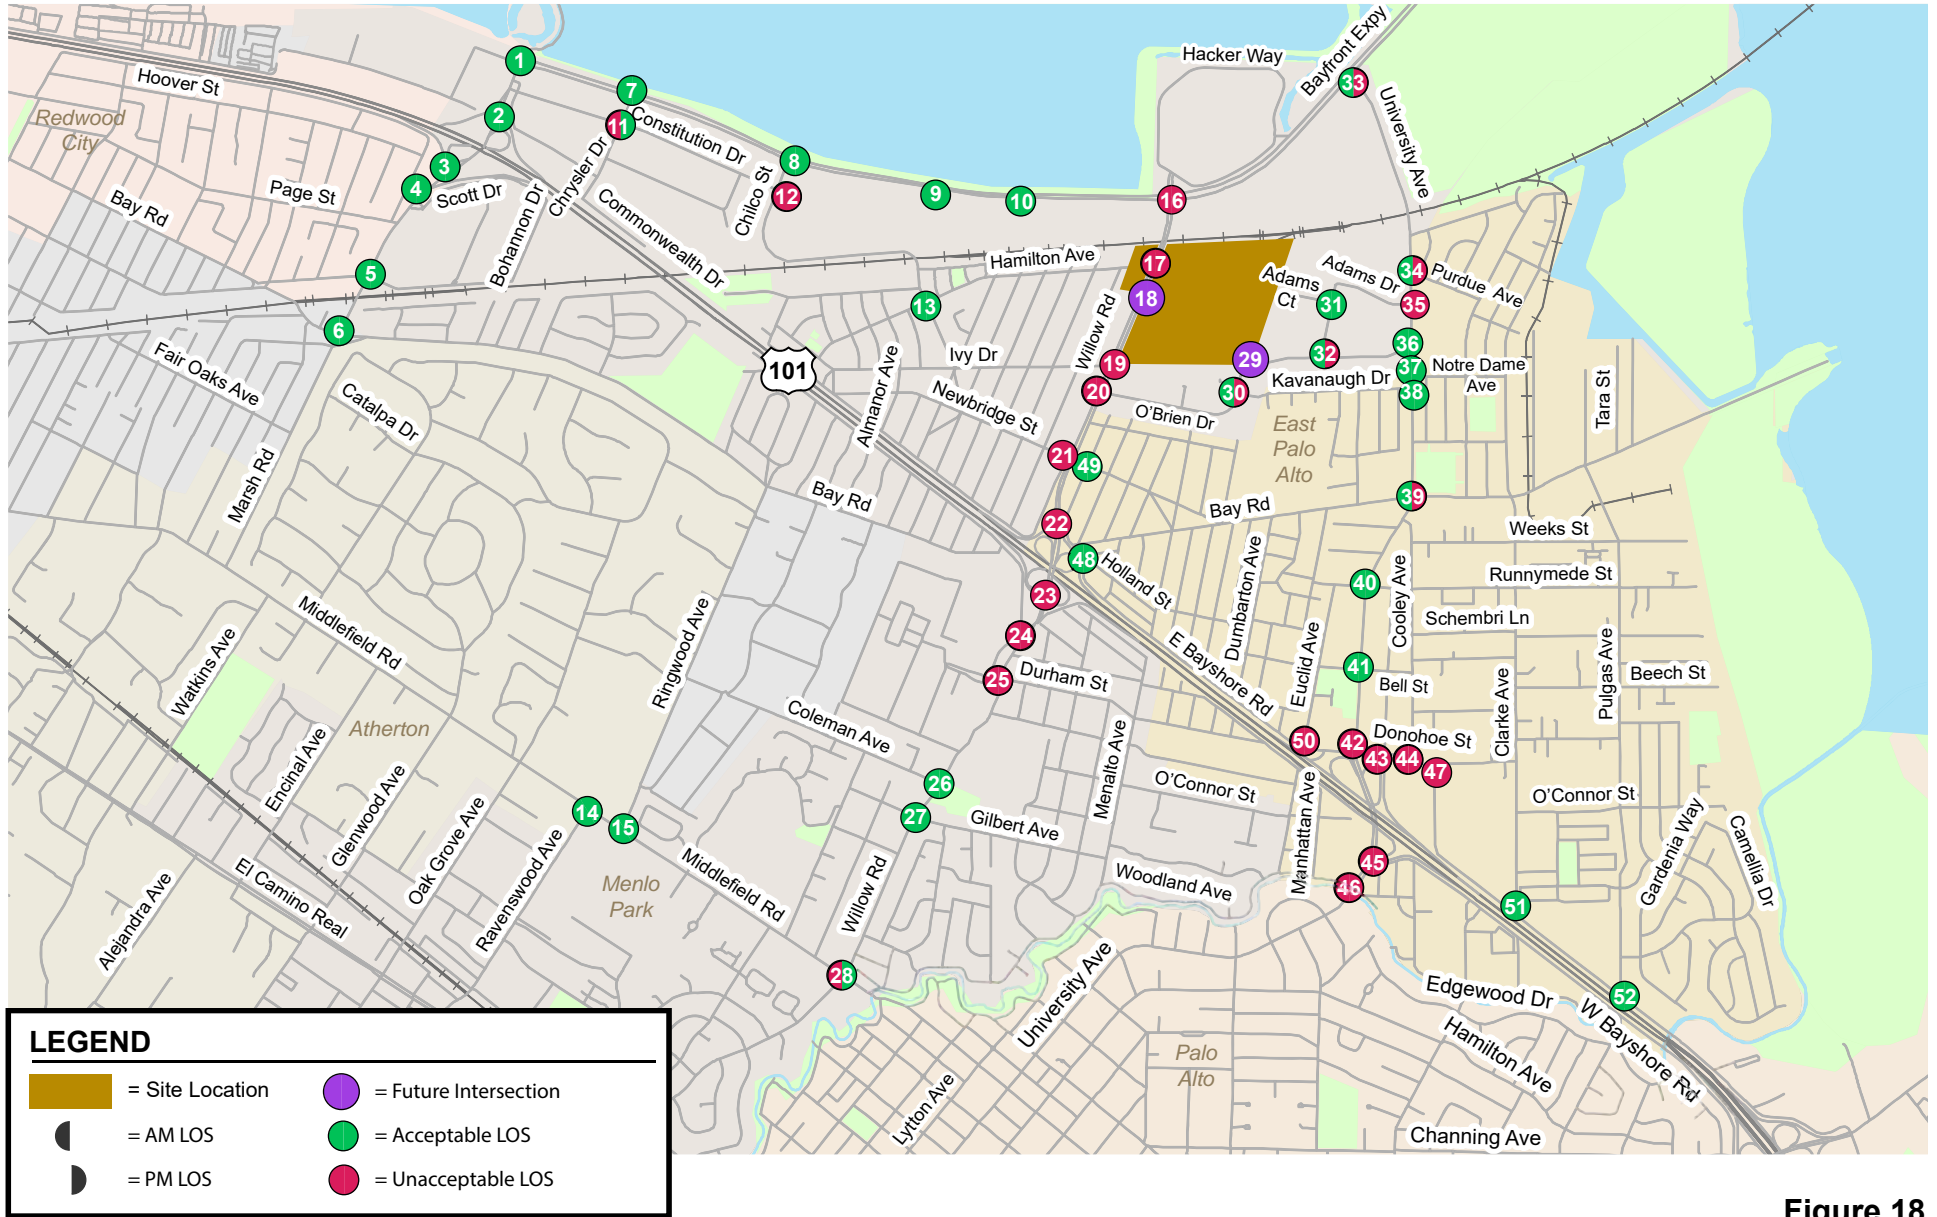 Hoover St
Redwood
City
Page St
Bay Rd
Scott Dr
Bohannon Dr
Chrysler Dr
Constitution Dr
Chilco St
Commonwealth Dr
Hacker Way
Bayfront Expy
University Ave
Hamilton Ave
Willow Rd
Adams
Ct
Adams Dr
Purdue Ave
Ivy Dr
Kavanaugh Dr
Notre Dame
Ave
Tara St
O'Brien Dr
East
Palo
Alto
Newbridge St
Almanor Ave
101
Fair Oaks Ave
Catalpa Dr
Marsh Rd
Bay Rd
Bay Rd
Weeks St
Holland St
Dumbarton Ave
Cooley Ave
Runnymede St
Schembri Ln
Euclid Ave
E Bayshore Rd
Bell St
Pulgas Ave
Beech St
Clarke Ave
Donohoe St
Middlefield Rd
Watkins Ave
Ringwood Ave
Durham St
Coleman Ave
Atherton
Encinal Ave
Glenwood Ave
Oak Grove Ave
Ravenswood Ave
Menalto Ave
O'Connor St
Manhattan Ave
O'Connor St
Gilbert Ave
Gardenia Way
Camellia Dr
El Camino Real
Alejandra Ave
Menlo
Park
Middlefield Rd
Willow Rd
Woodland Ave
University Ave
Edgewood Dr
W Bayshore Rd
Hamilton Ave
Palo
Alto
Lytton Ave
Channing Ave
1
2
3
4
5
6
7
8
9
10
11
12
13
14
15
16
17
18
19
20
21
22
23
24
25
26
27
28
29
30
31
32
33
34
35
36
37
38
39
40
41
42
43
44
45
46
47
48
49
50
51
52
LEGEND
= Site Location
= Future Intersection
= AM LOS
= Acceptable LOS
= PM LOS
= Unacceptable LOS
Figure 18